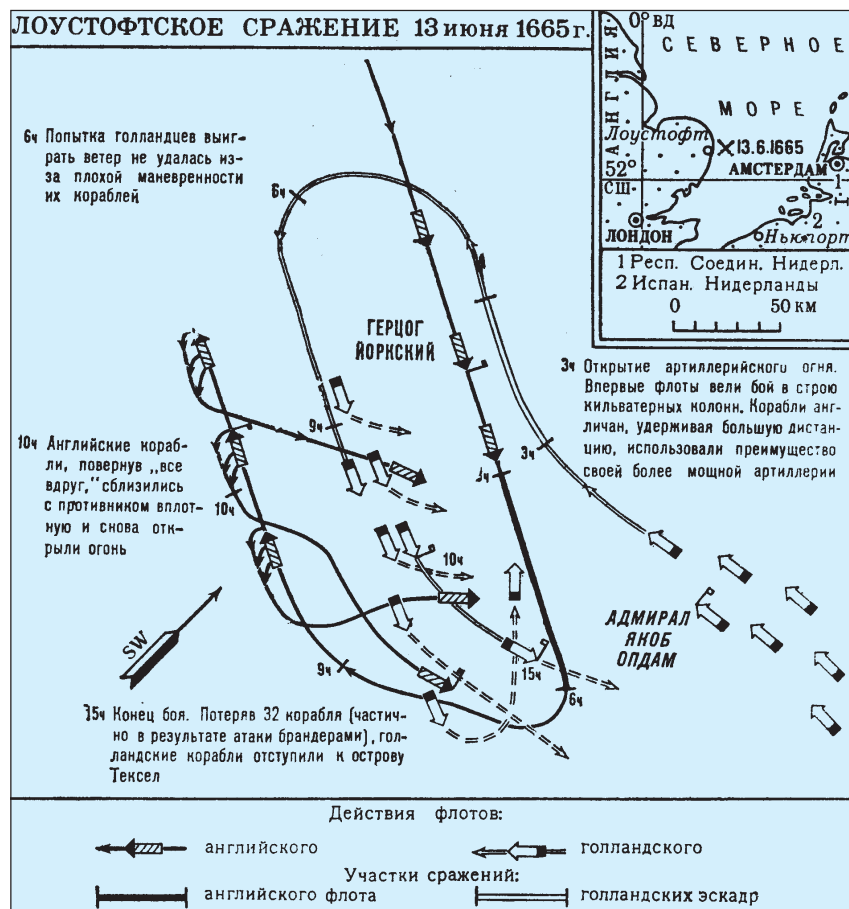 ЛОУСТОФТСКОЕ СРАЖЕНИЕ 13 июня 1665 г.
6ч Попытка голландцев выиг-
рать ветер не удалась из-
за плохой маневренности
их кораблей
0° ВД
АНГЛИЯ
СЕВЕРНОЕ
МОРЕ
Лоустофт
13.6.1665
52°
СШ
АМСТЕРДАМ
1
ЛОНДОН
2
Ньюпорт
1 Респ. Соедин. Нидерл.
2 Испан. Нидерланды
0 50 км
6ч
ГЕРЦОГ
ЙОРКСКИЙ
3ч Открытие артиллерийского огня.
Впервые флоты вели бой в строю
кильватерных колонн. Корабли анг-
личан, удерживая большую дистан-
цию, использовали преимущество
своей более мощной артиллерии
9ч
3ч
10ч Английские кораб-
ли, повернув „все
вдруг,“ сблизились
с противником вплот-
ную и снова отк-
рыли огонь
10ч
10ч
АДМИРАЛ
ЯКОБ
ОПДАМ
SW
9ч
15ч
6ч
15ч Конец боя. Потеряв 32 корабля (частич-
но в результате атаки брандерами), гол-
ландские корабли отступили к острову
Тексел
Действия флотов:
английского
голландского
Участки сражений:
английского флота
голландских эскадр